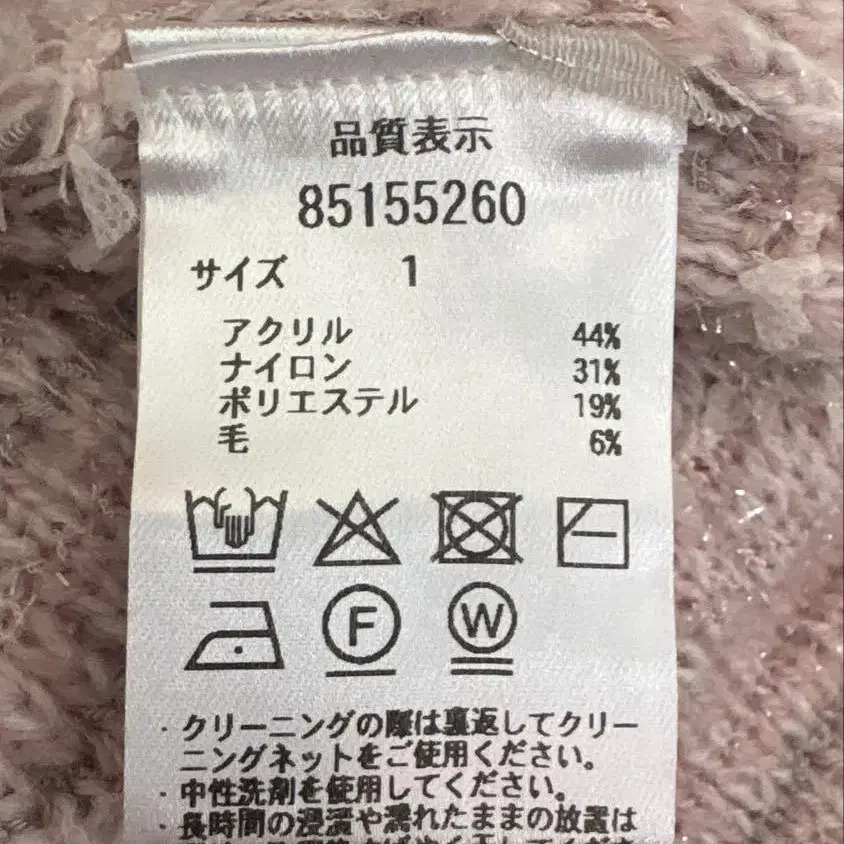 品質表示
85155260
サイズ 1
アクリル 44%
ナイロン 31%
ポリエステル 19%
毛 6%
F W
・クリーニングの際は裏返してクリー
ニングネットをご使用ください。
・中性洗剤を使用してください。
・長時間の浸漬や濡れたままの放置は